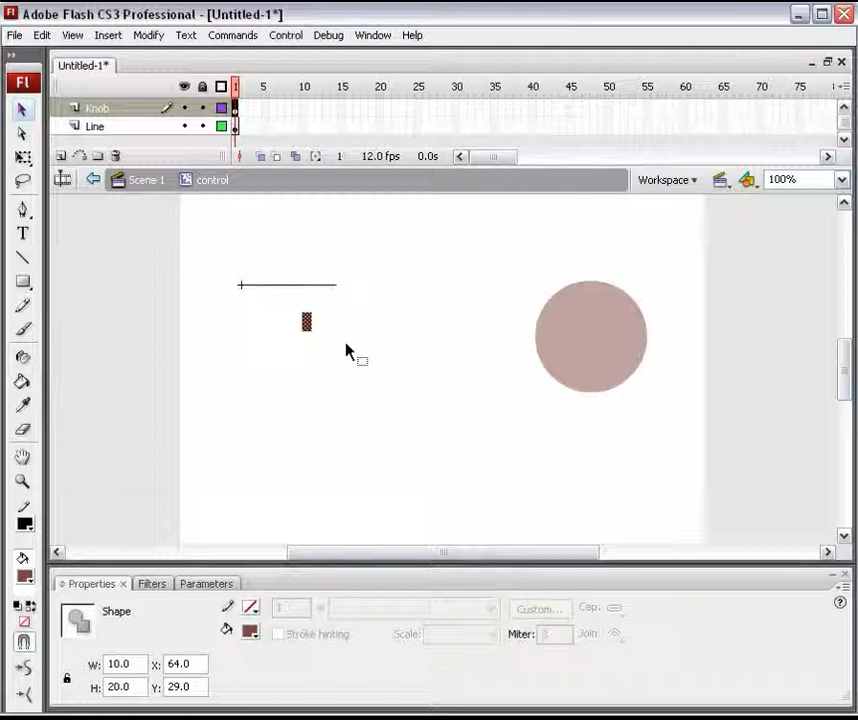 Adobe Flash CS3 Professional - [Untitled-1*]
File Edit View Insert Modify Text Commands Control Debug Window Help
Untitled-1*
Fl
1 5 10 15 20 25 30 35 40 45 50 55 60 65 70 75
Knob
Line
1 12.0 fps 0.0s
Scene 1 control Workspace 100%
T
Properties × Filters Parameters
Shape
Custom... Cap:
Stroke hinting Scale: Miter: 3 Join
W: 10.0 X: 64.0
H: 20.0 Y: 29.0